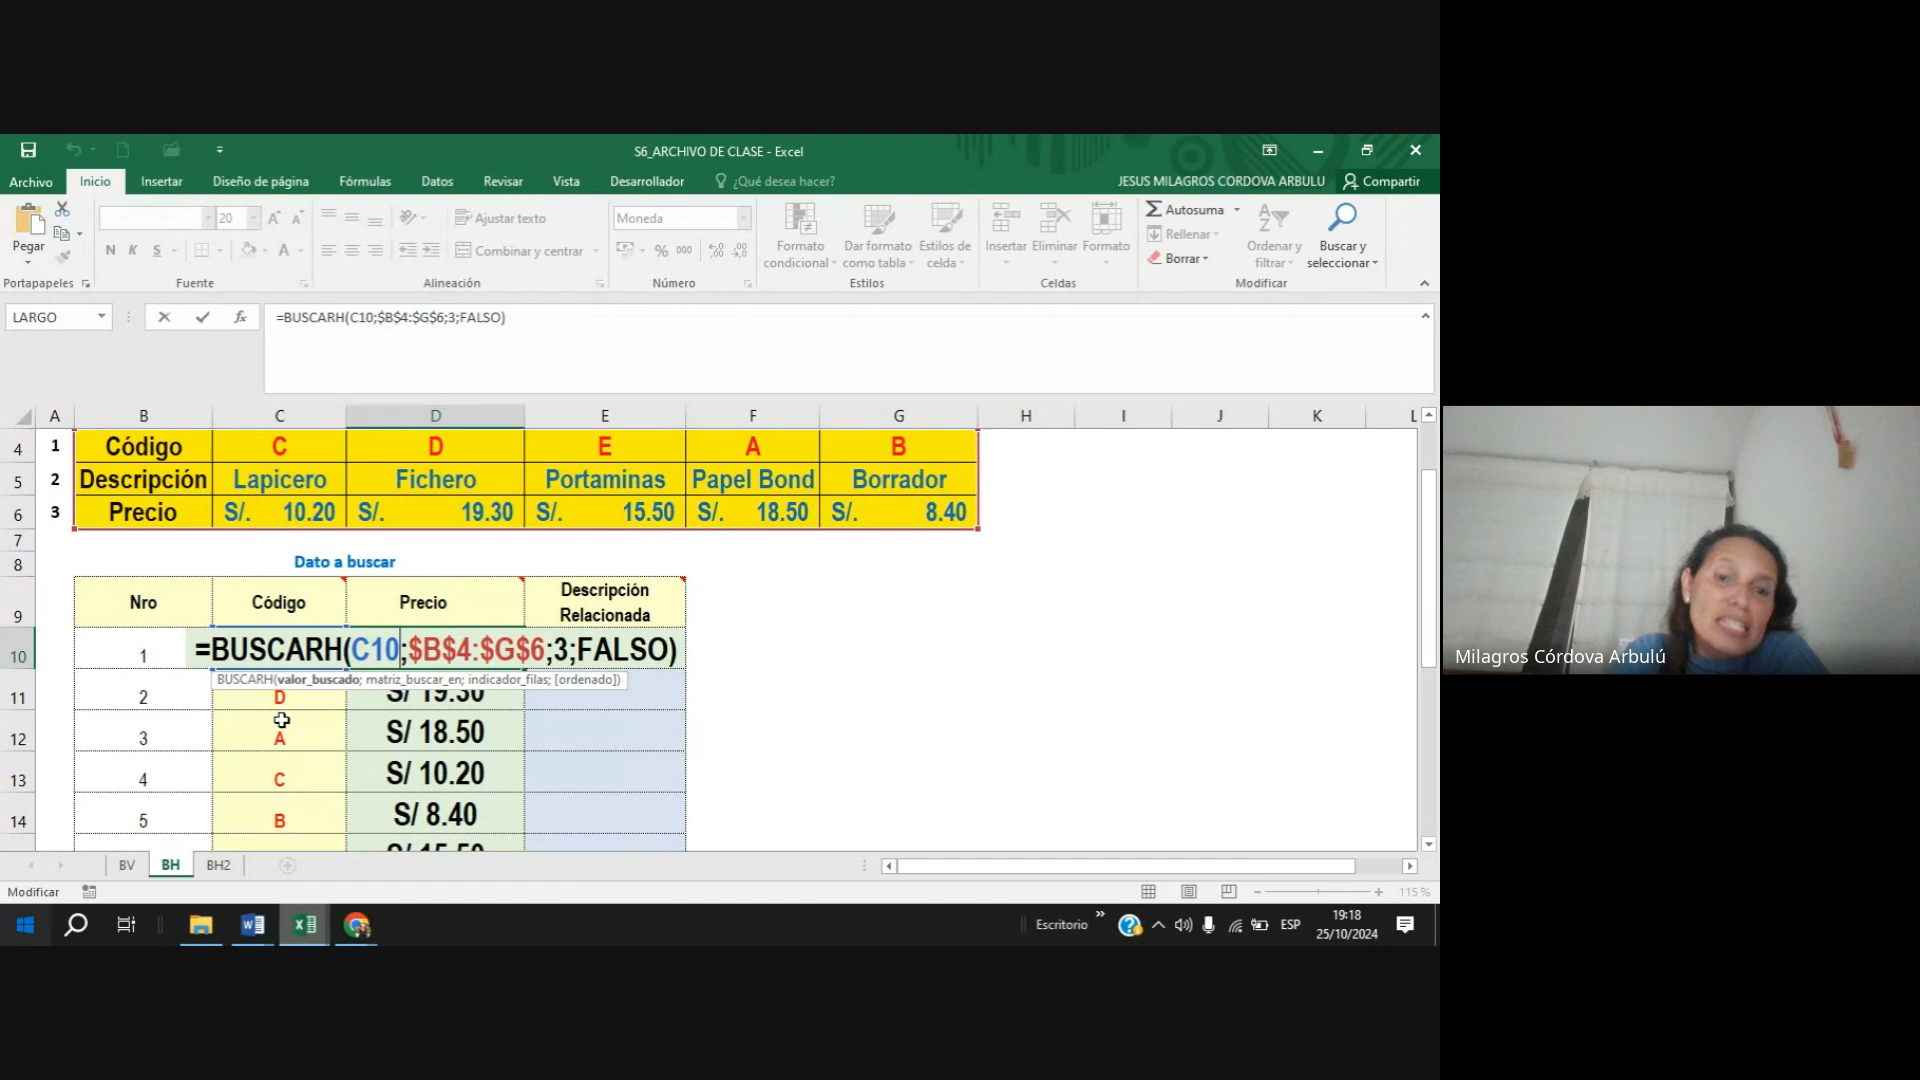 S6_ARCHIVO DE CLASE - Excel
Archivo Inicio Insertar Diseño de página Fórmulas Datos Revisar Vista Desarrollador ¿Qué desea hacer? JESUS MILAGROS CORDOVA ARBULU Compartir
Pegar
Portapapeles
20
N K S
A A A
Fuente
Ajustar texto
Combinar y centrar
Alineación
Moneda
% 000
Número
Formato condicional
Dar formato como tabla
Estilos de celda
Estilos
Insertar Eliminar Formato
Celdas
Autosuma
Rellenar
Borrar
Ordenar y filtrar
Buscar y seleccionar
Modificar
LARGO fx =BUSCARH(C10;$B$4:$G$6;3;FALSO)
A B C D E F G H I J K L
4 1 Código C D E A B
5 2 Descripción Lapicero Fichero Portaminas Papel Bond Borrador
6 3 Precio S/. 10.20 S/. 19.30 S/. 15.50 S/. 18.50 S/. 8.40
7
8 Dato a buscar
9 Nro Código Precio Descripción Relacionada
10 1 =BUSCARH(C10;$B$4:$G$6;3;FALSO)
BUSCARH(valor_buscado; matriz_buscar_en; indicador_filas; [ordenado])
11 2 D S/ 19.30
12 3 A S/ 18.50
13 4 C S/ 10.20
14 5 B S/ 8.40
S/ 15.50
BV BH BH2
Modificar 115 %
Escritorio » ESP 19:18
25/10/2024
Milagros Córdova Arbulú